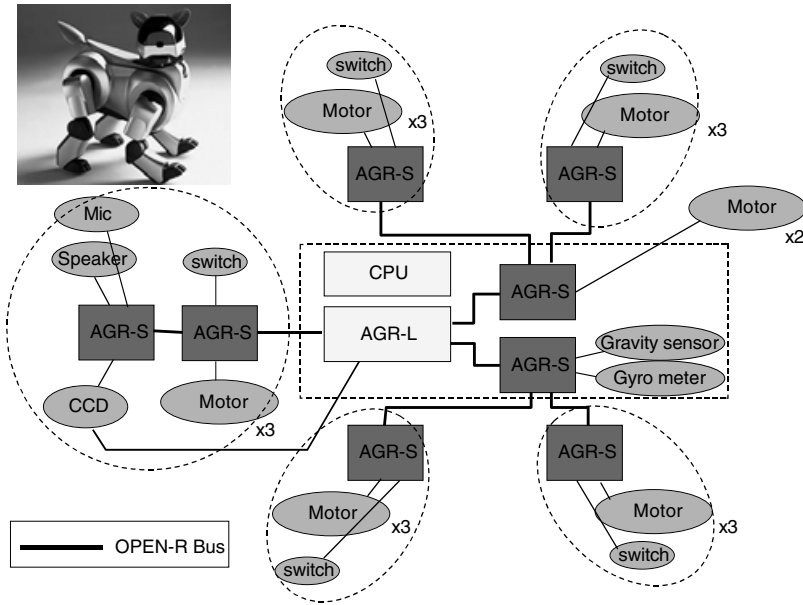 switch
Motor
x3
AGR-S
switch
Motor
x3
AGR-S
Mic
Speaker
switch
AGR-S
AGR-S
CCD
Motor
x3
CPU
AGR-L
AGR-S
Motor
x2
AGR-S
Gravity sensor
Gyro meter
AGR-S
Motor
x3
switch
AGR-S
Motor
x3
switch
OPEN-R Bus